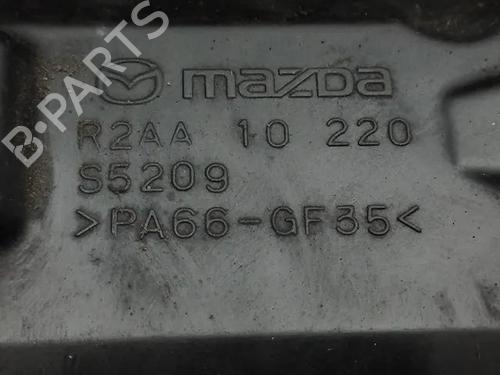 B·PARTS
mazda
R2AA 10 220
S5209
>PA66-GF35<